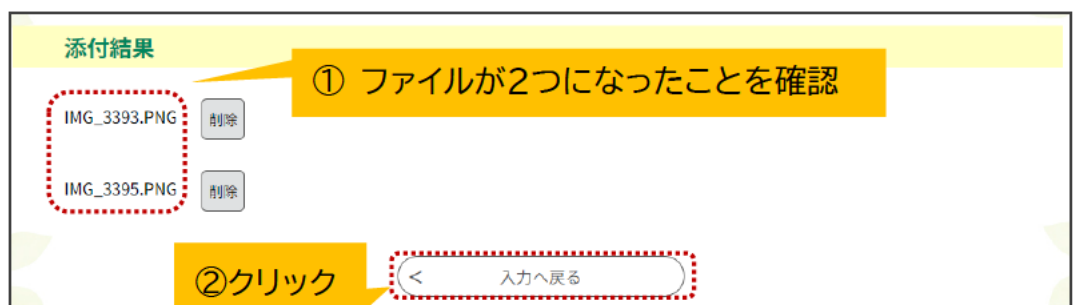 添付結果
① ファイルが2つになったことを確認
IMG_3393.PNG 削除
IMG_3395.PNG 削除
②クリック
< 入力へ戻る